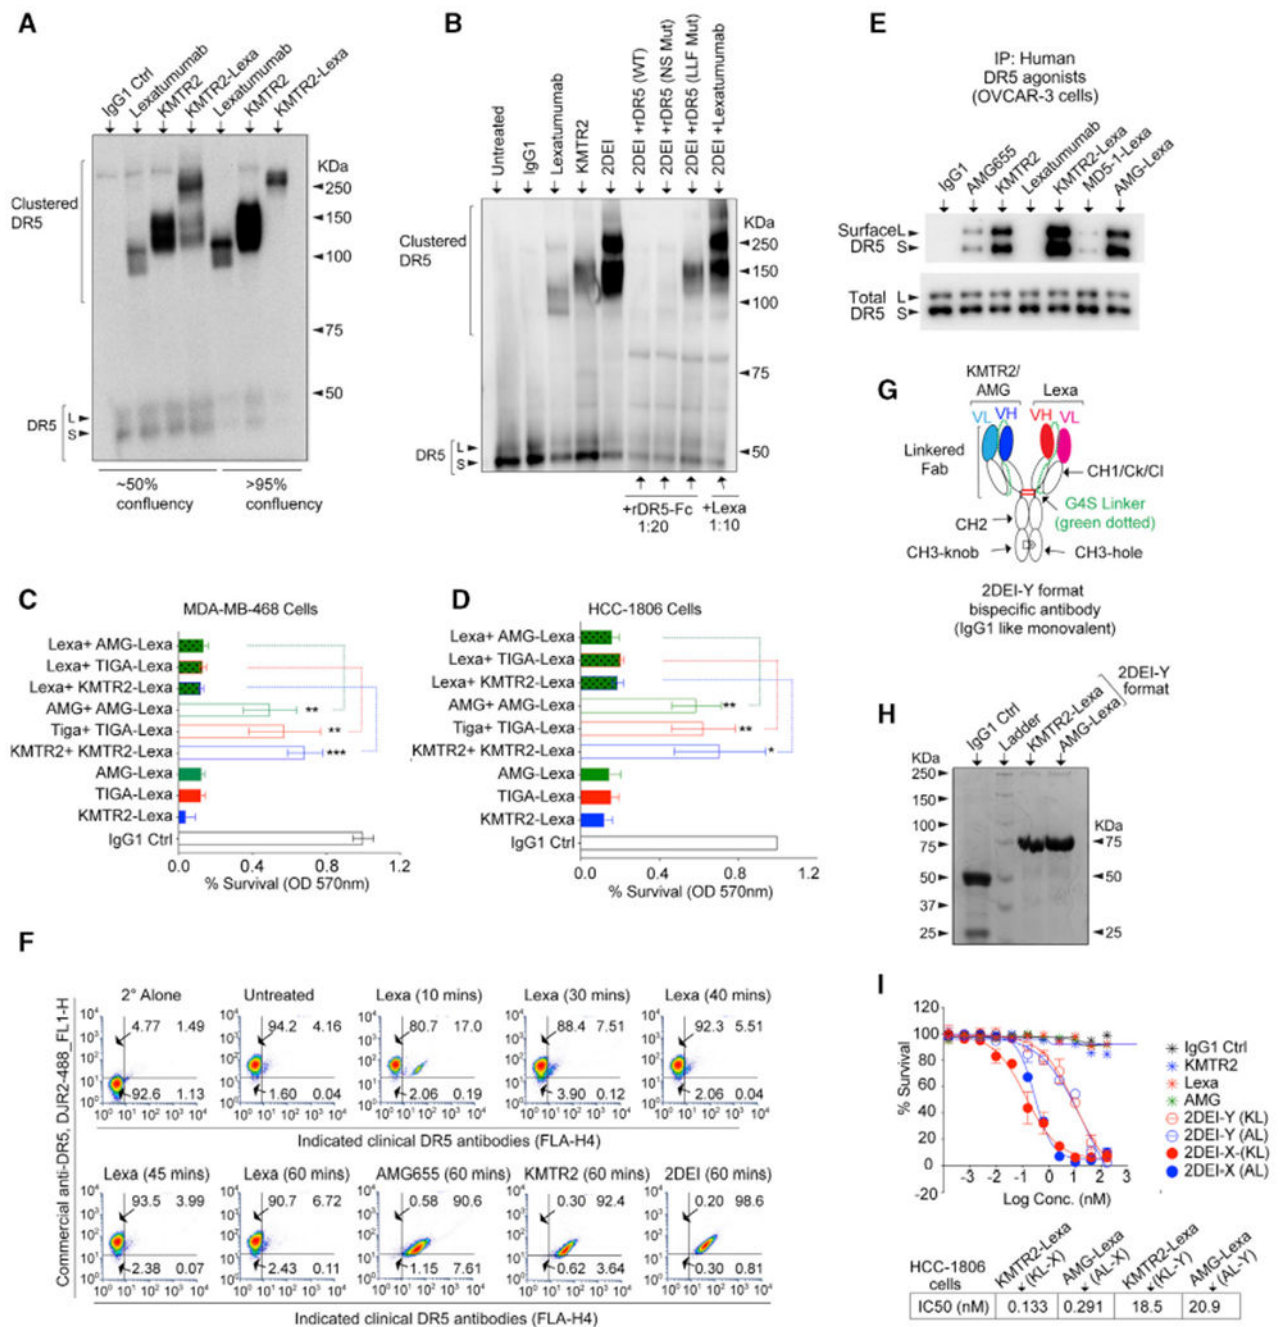 A
IgG1 Ctrl
Lexatumumab
KMTR2
KMTR2-Lexa
Lexatumumab
KMTR2
KMTR2-Lexa
KDa
250
150
100
75
50
Clustered
DR5
DR5
L
S
~50%
confluency
>95%
confluency
B
Untreated
IgG1
Lexatumumab
KMTR2
2DEI
2DEI +rDR5 (WT)
2DEI +rDR5 (NS Mut)
2DEI +rDR5 (LLF Mut)
2DEI +Lexatumumab
KDa
250
150
100
75
50
Clustered
DR5
DR5
L
S
+rDR5-Fc
1:20
+Lexa
1:10
E
IP: Human
DR5 agonists
(OVCAR-3 cells)
IgG1
AMG655
KMTR2
Lexatumumab
KMTR2-Lexa
MD5-1-Lexa
AMG-Lexa
Surface L
DR5 S
Total L
DR5 S
G
KMTR2/
AMG
Lexa
VL
VH
VH
VL
Linkered
Fab
CH1/Ck/Cl
G4S Linker
(green dotted)
CH2
CH3-knob
CH3-hole
2DEI-Y format
bispecific antibody
(IgG1 like monovalent)
C
MDA-MB-468 Cells
Lexa+ AMG-Lexa
Lexa+ TIGA-Lexa
Lexa+ KMTR2-Lexa
AMG+ AMG-Lexa
**
Tiga+ TIGA-Lexa
**
KMTR2+ KMTR2-Lexa
***
AMG-Lexa
TIGA-Lexa
KMTR2-Lexa
IgG1 Ctrl
0.0 0.4 0.8 1.2
% Survival (OD 570nm)
D
HCC-1806 Cells
Lexa+ AMG-Lexa
Lexa+ TIGA-Lexa
Lexa+ KMTR2-Lexa
AMG+ AMG-Lexa
**
Tiga+ TIGA-Lexa
**
KMTR2+ KMTR2-Lexa
*
AMG-Lexa
TIGA-Lexa
KMTR2-Lexa
IgG1 Ctrl
0.0 0.4 0.8 1.2
% Survival (OD 570nm)
H
IgG1 Ctrl
Ladder
KMTR2-Lexa
AMG-Lexa
2DEI-Y
format
KDa
250
150
100
75
50
37
25
KDa
75
50
25
F
Commercial anti-DR5, DJR2-488_FL1-H
2° Alone
4.77 1.49
92.6 1.13
Untreated
94.2 4.16
1.60 0.04
Lexa (10 mins)
80.7 17.0
2.06 0.19
Lexa (30 mins)
88.4 7.51
3.90 0.12
Lexa (40 mins)
92.3 5.51
2.06 0.04
10⁴
10³
10²
10¹
10⁰
10⁰ 10¹ 10² 10³ 10⁴
Indicated clinical DR5 antibodies (FLA-H4)
Lexa (45 mins)
93.5 3.99
2.38 0.07
Lexa (60 mins)
90.7 6.72
2.43 0.11
AMG655 (60 mins)
0.58 90.6
1.15 7.61
KMTR2 (60 mins)
0.30 92.4
0.62 3.64
2DEI (60 mins)
0.20 98.6
0.30 0.81
10⁴
10³
10²
10¹
10⁰
10⁰ 10¹ 10² 10³ 10⁴
Indicated clinical DR5 antibodies (FLA-H4)
I
% Survival
120
100
80
60
40
20
0
-20
-3 -2 -1 0 1 2 3
Log Conc. (nM)
IgG1 Ctrl
KMTR2
Lexa
AMG
2DEI-Y (KL)
2DEI-Y (AL)
2DEI-X-(KL)
2DEI-X (AL)
HCC-1806
cells
KMTR2-Lexa
(KL-X)
AMG-Lexa
(AL-X)
KMTR2-Lexa
(KL-Y)
AMG-Lexa
(AL-Y)
IC50 (nM) 0.133 0.291 18.5 20.9